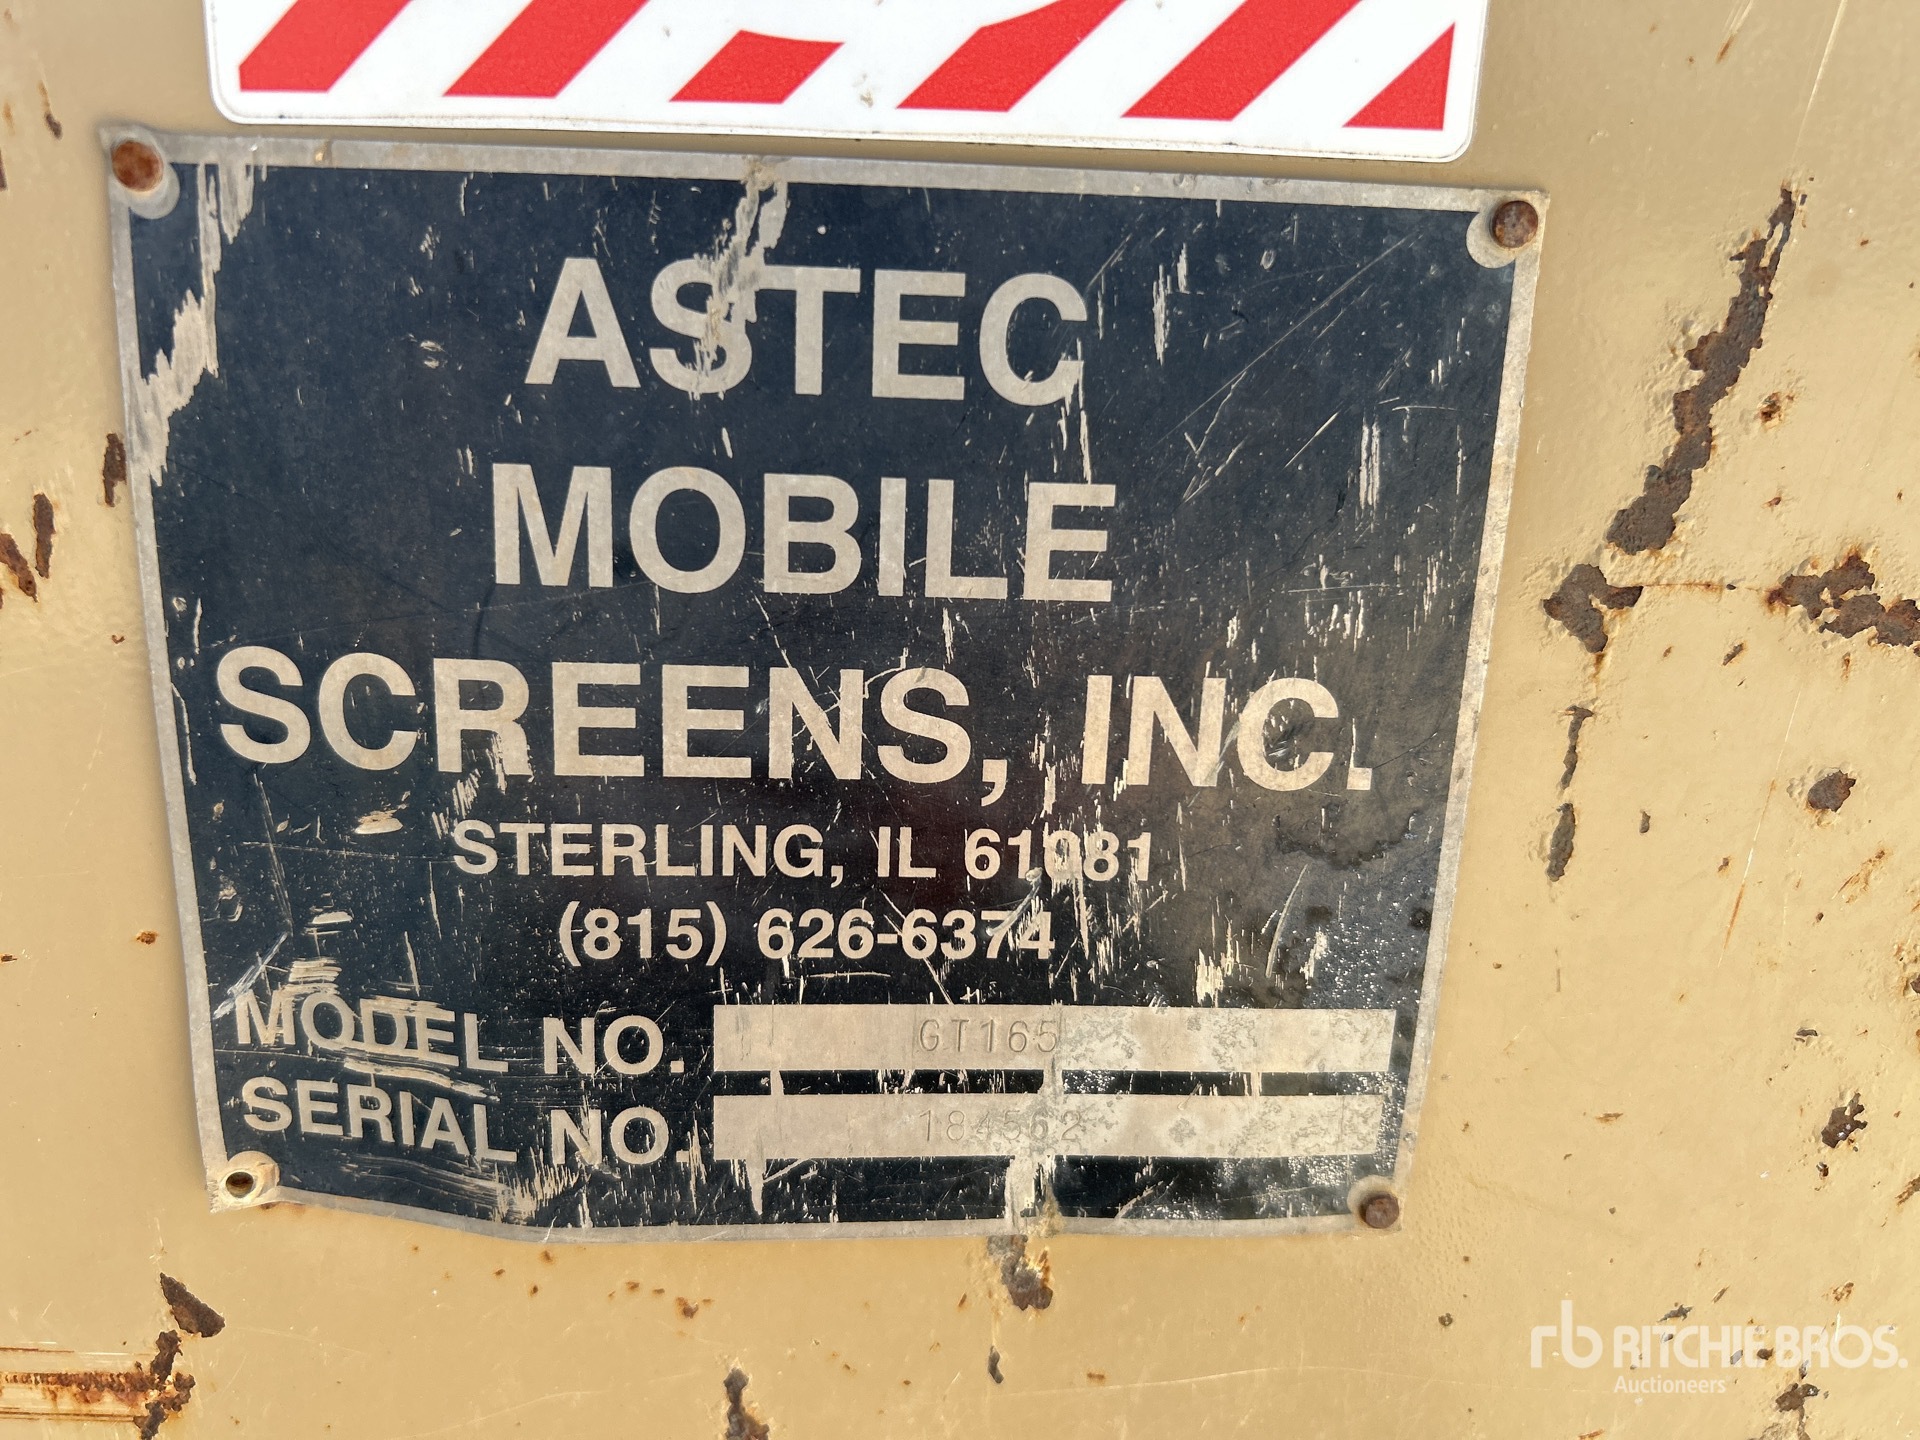 ASTEC
MOBILE
SCREENS, INC.
STERLING, IL 61081
(815) 626-6374
MODEL NO. GT165
SERIAL NO. 184562
rb RITCHIE BROS.
Auctioneers